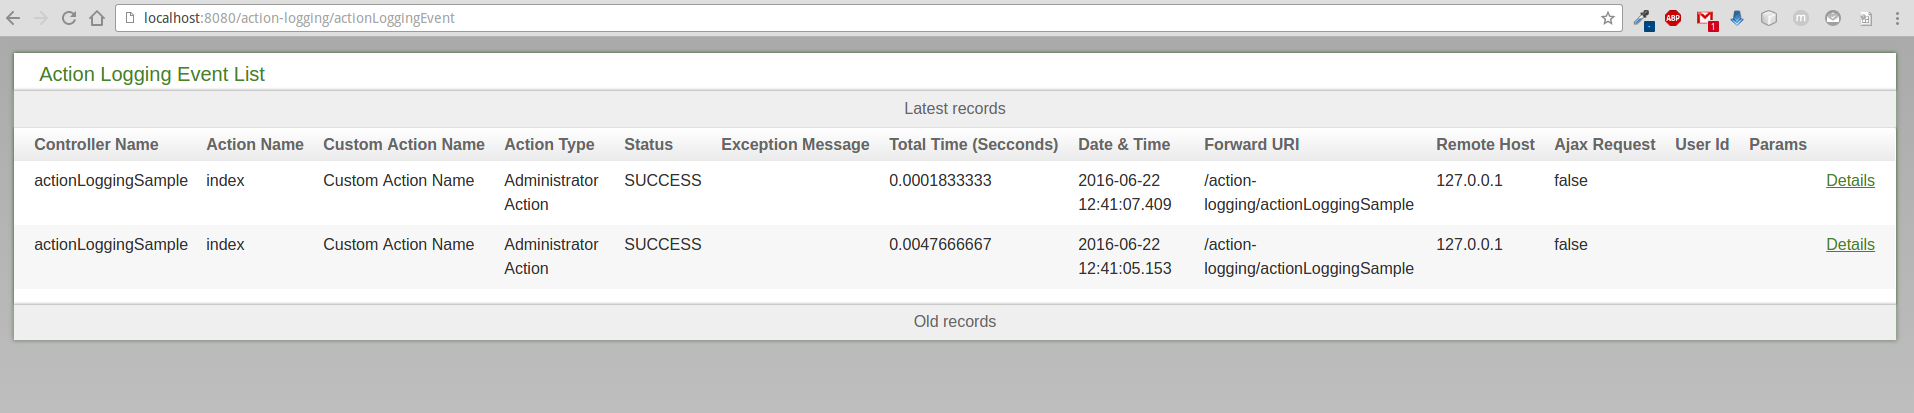 localhost:8080/action-logging/actionLoggingEvent
ABP
1
m
Action Logging Event List
Latest records
Controller Name Action Name Custom Action Name Action Type Status Exception Message Total Time (Secconds) Date & Time Forward URI Remote Host Ajax Request User Id Params
actionLoggingSample index Custom Action Name Administrator SUCCESS 0.0001833333 2016-06-22 /action- 127.0.0.1 false Details
Action 12:41:07.409 logging/actionLoggingSample
actionLoggingSample index Custom Action Name Administrator SUCCESS 0.0047666667 2016-06-22 /action- 127.0.0.1 false Details
Action 12:41:05.153 logging/actionLoggingSample
Old records